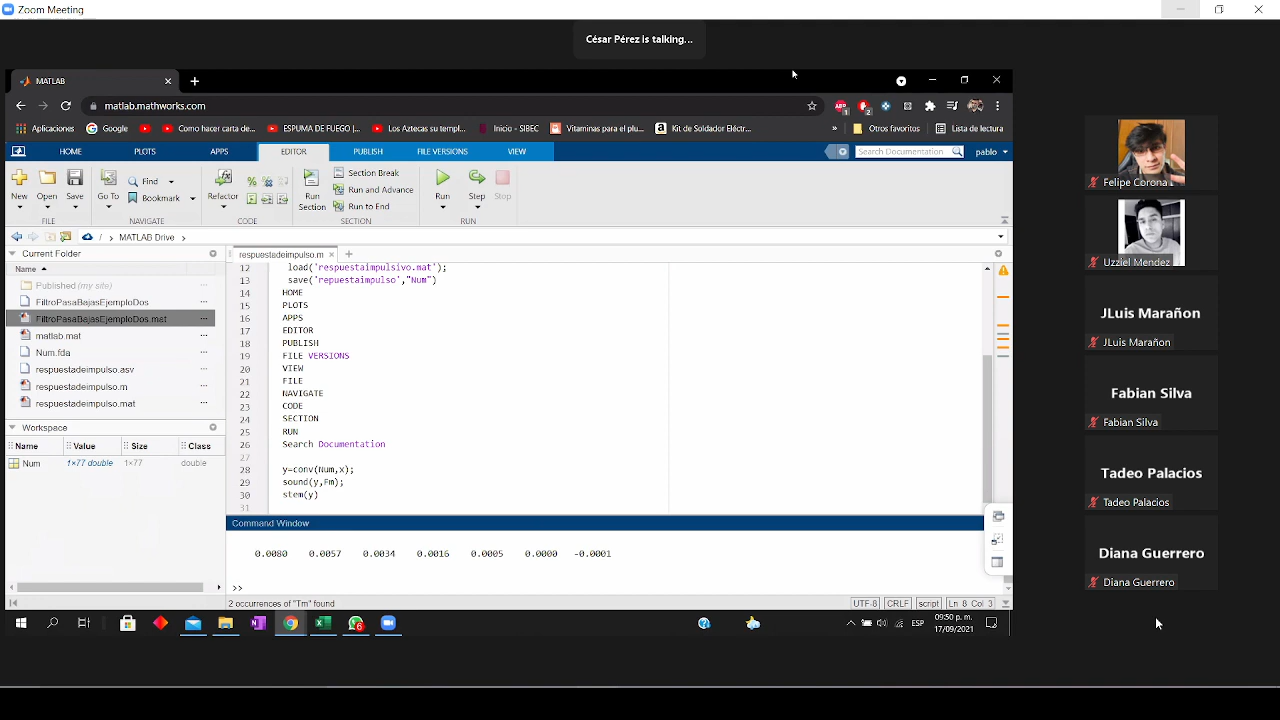 Zoom Meeting
César Pérez is talking...
MATLAB
matlab.mathworks.com
Aplicaciones Google Como hacer carta de... ESPUMA DE FUEGO |... Los Aztecas su templ... Inicio - SIBEC Vitaminas para el plu... Kit de Soldador Eléctr... » Otros favoritos Lista de lectura
HOME PLOTS APPS EDITOR PUBLISH FILE VERSIONS VIEW Search Documentation pablo
New Open Save Go To Find Bookmark Refactor Run Section Section Break Run and Advance Run to End Run Step Stop
FILE NAVIGATE CODE SECTION RUN
/ MATLAB Drive
Current Folder
Name
Published (my site)
FiltroPasaBajasEjemploDos
FiltroPasaBajasEjemploDos.mat
matlab.mat
Num.fda
respuestadeimpulso.asv
respuestadeimpulso.m
respuestadeimpulso.mat
Workspace
Name Value Size Class
Num 1×77 double 1×77 double
respuestadeimpulso.m
12 load('respuestaimpulsivo.mat');
13 save('repuestaimpulso',"Num")
14 HOME
15 PLOTS
16 APPS
17 EDITOR
18 PUBLISH
19 FILE VERSIONS
20 VIEW
21 FILE
22 NAVIGATE
23 CODE
24 SECTION
25 RUN
26 Search Documentation
27
28 y=conv(Num,x);
29 sound(y,Fm);
30 stem(y)
31
Command Window
0.0080 0.0057 0.0034 0.0016 0.0005 0.0000 -0.0001
>>
2 occurrences of "Tm" found UTF-8 CRLF script Ln 8 Col 3
ESP 09:50 p. m.
17/09/2021
Felipe Corona
Uzziel Mendez
JLuis Marañon
JLuis Marañon
Fabian Silva
Fabian Silva
Tadeo Palacios
Tadeo Palacios
Diana Guerrero
Diana Guerrero